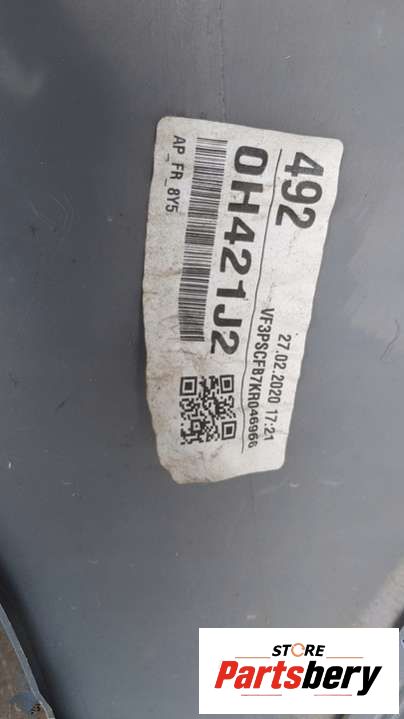 492
27.02.2020 17:21
VF3PSCFB7KR046966
0H421J2
AP_FR_8Y5
STORE
Partsbery